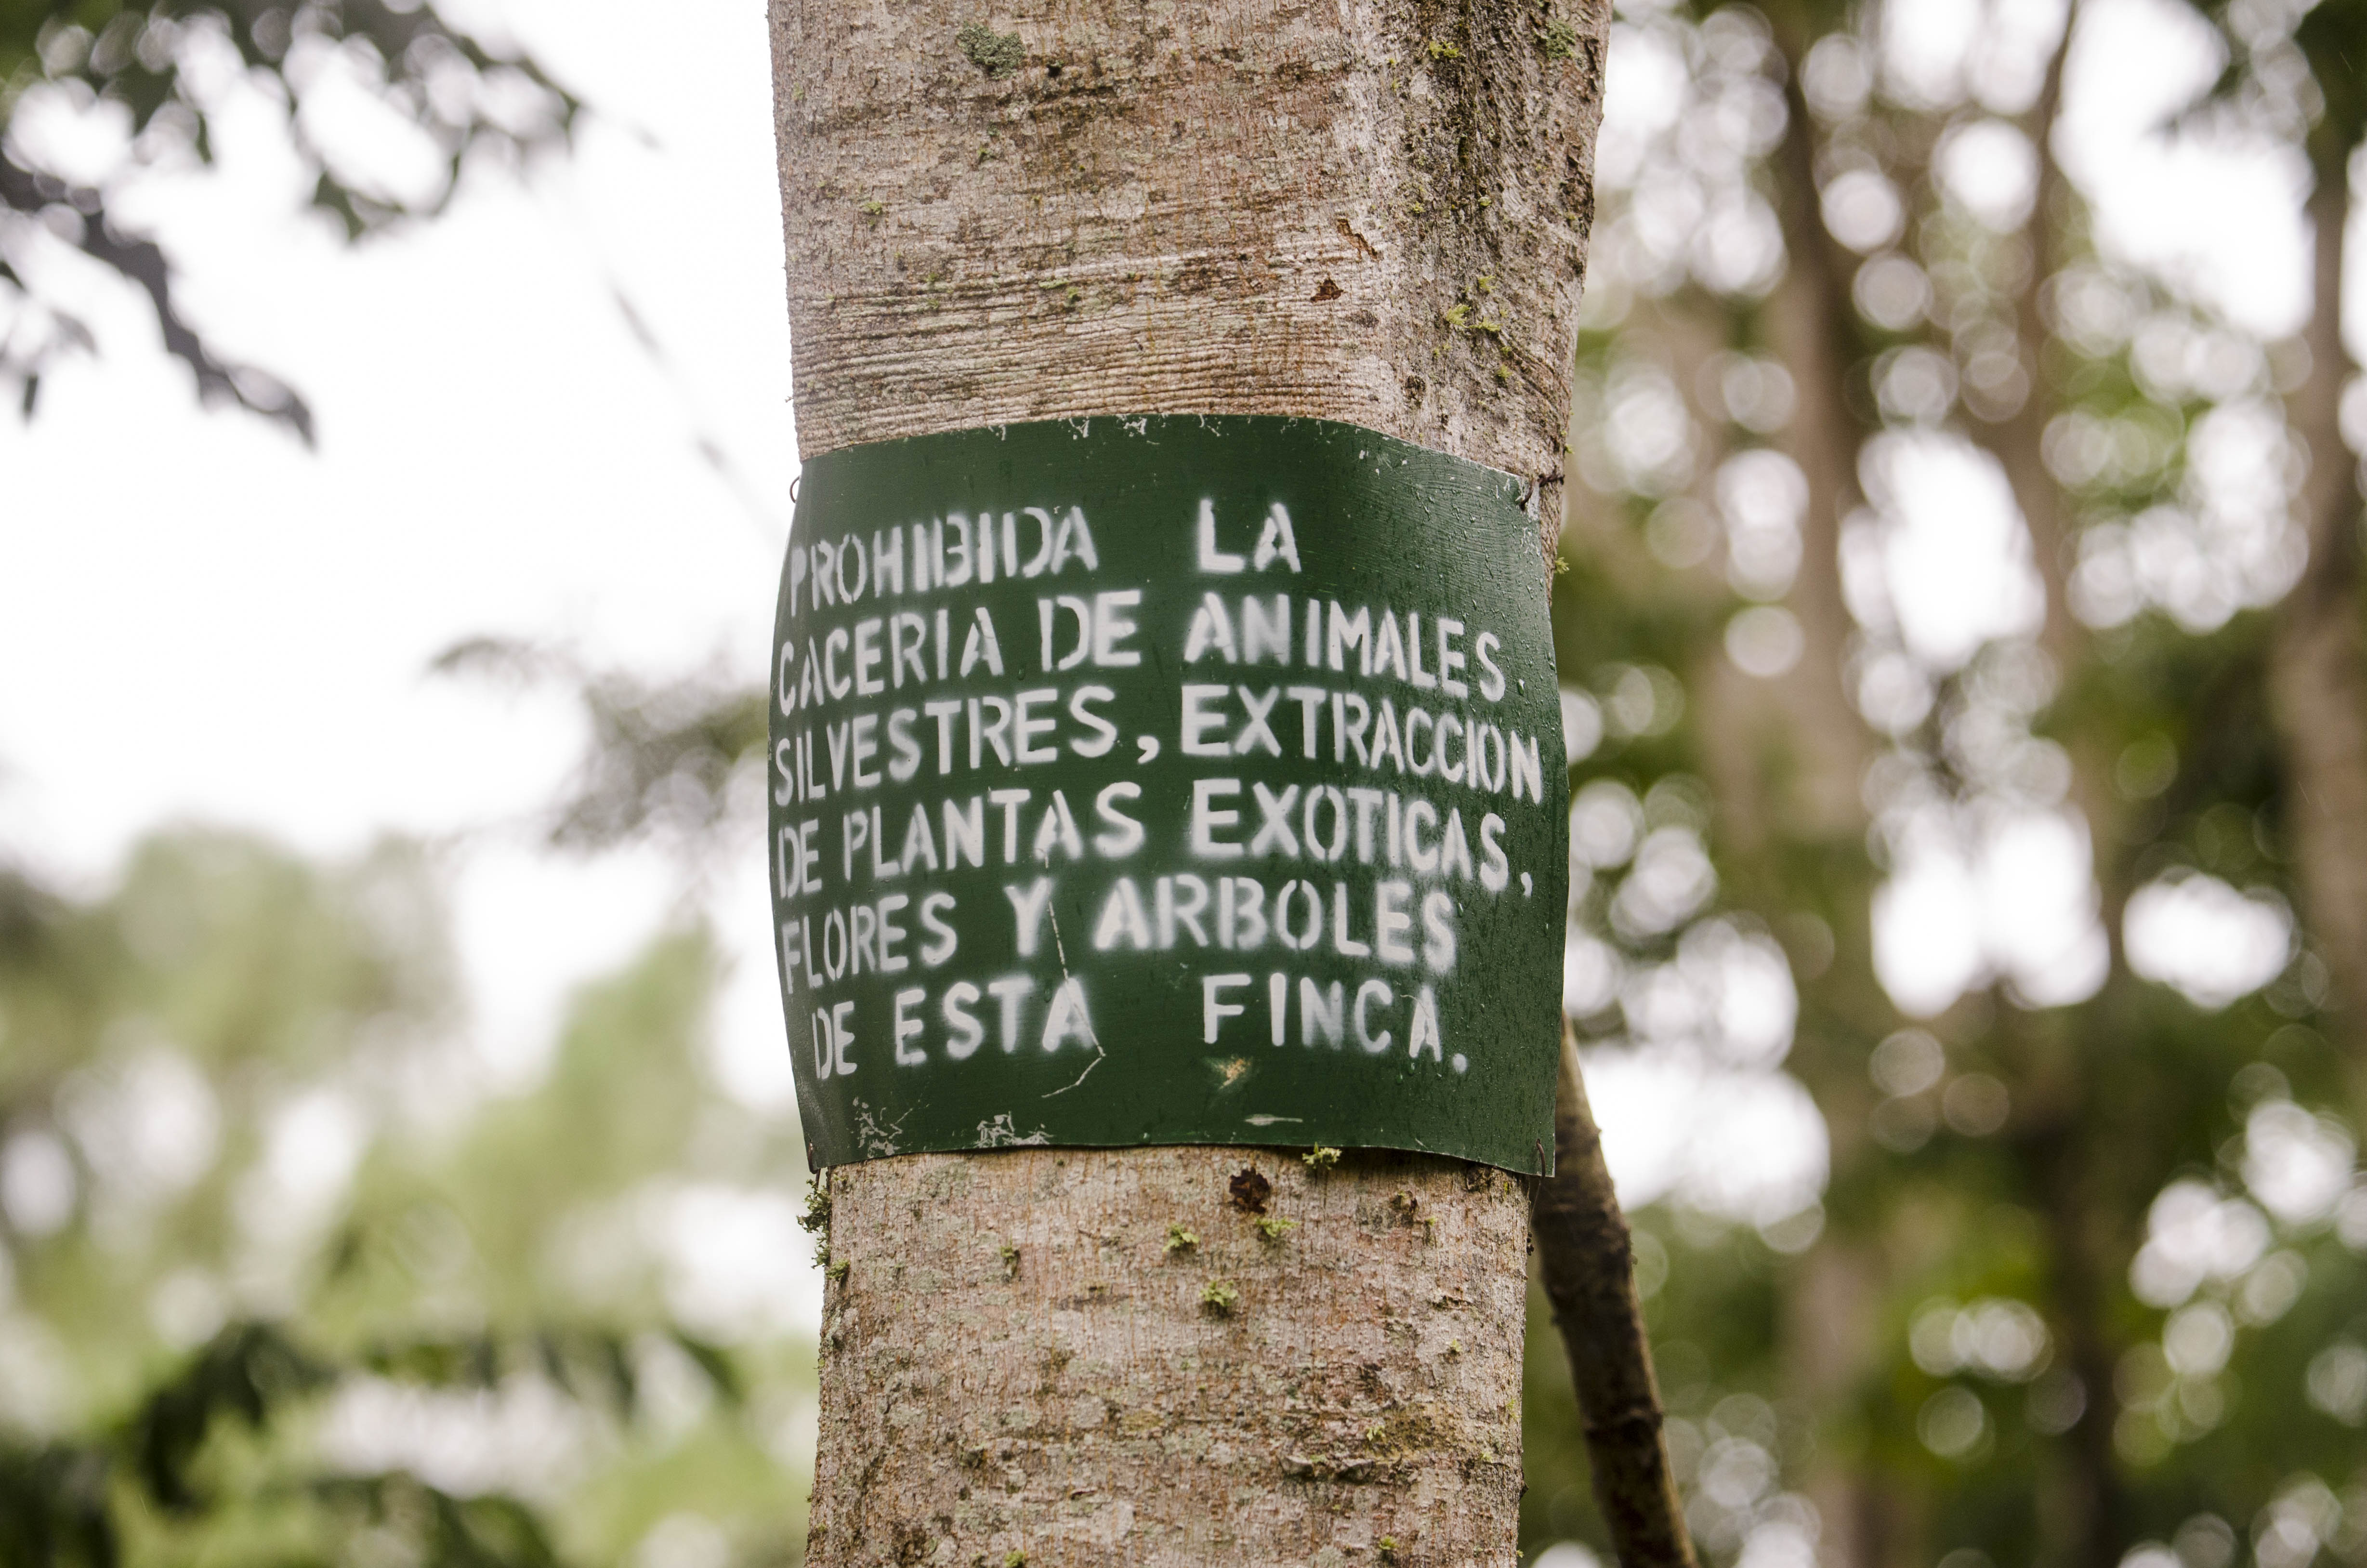 PROHIBIDA LA
CACERIA DE ANIMALES
SILVESTRES, EXTRACCION
DE PLANTAS EXOTICAS,
FLORES Y ARBOLES
DE ESTA FINCA.